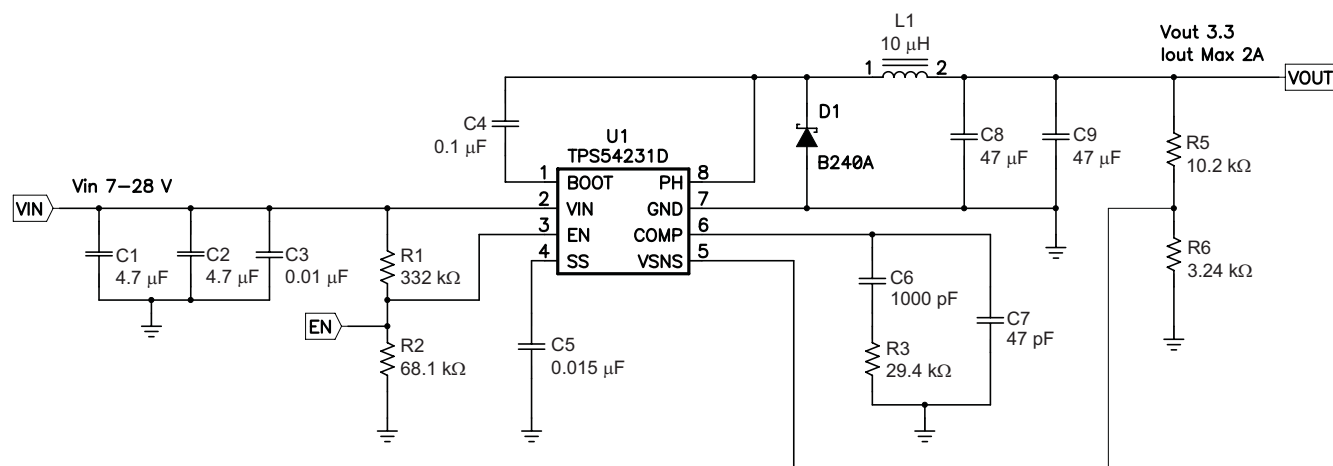 L1
10 μH
1
2
Vout 3.3
Iout Max 2A
VOUT
C4
0.1 μF
U1
TPS54231D
D1
B240A
C8
47 μF
C9
47 μF
R5
10.2 kΩ
1
BOOT
PH
8
Vin 7–28 V
VIN
2
VIN
GND
7
3
EN
COMP
6
4
SS
VSNS
5
C1
4.7 μF
C2
4.7 μF
C3
0.01 μF
R1
332 kΩ
R6
3.24 kΩ
C6
1000 pF
C7
47 pF
EN
R2
68.1 kΩ
C5
0.015 μF
R3
29.4 kΩ